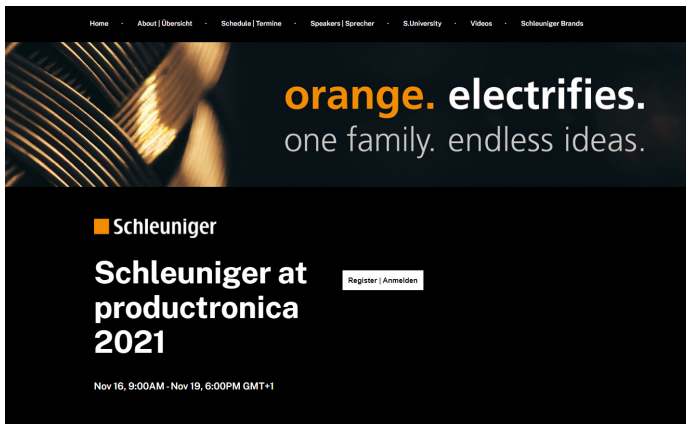 Home · About | Übersicht · Schedule | Termine · Speakers | Sprecher · S.University · Videos · Schleuniger Brands
orange. electrifies.
one family. endless ideas.
Schleuniger
Schleuniger at
productronica
2021
Register | Anmelden
Nov 16, 9:00AM - Nov 19, 6:00PM GMT+1